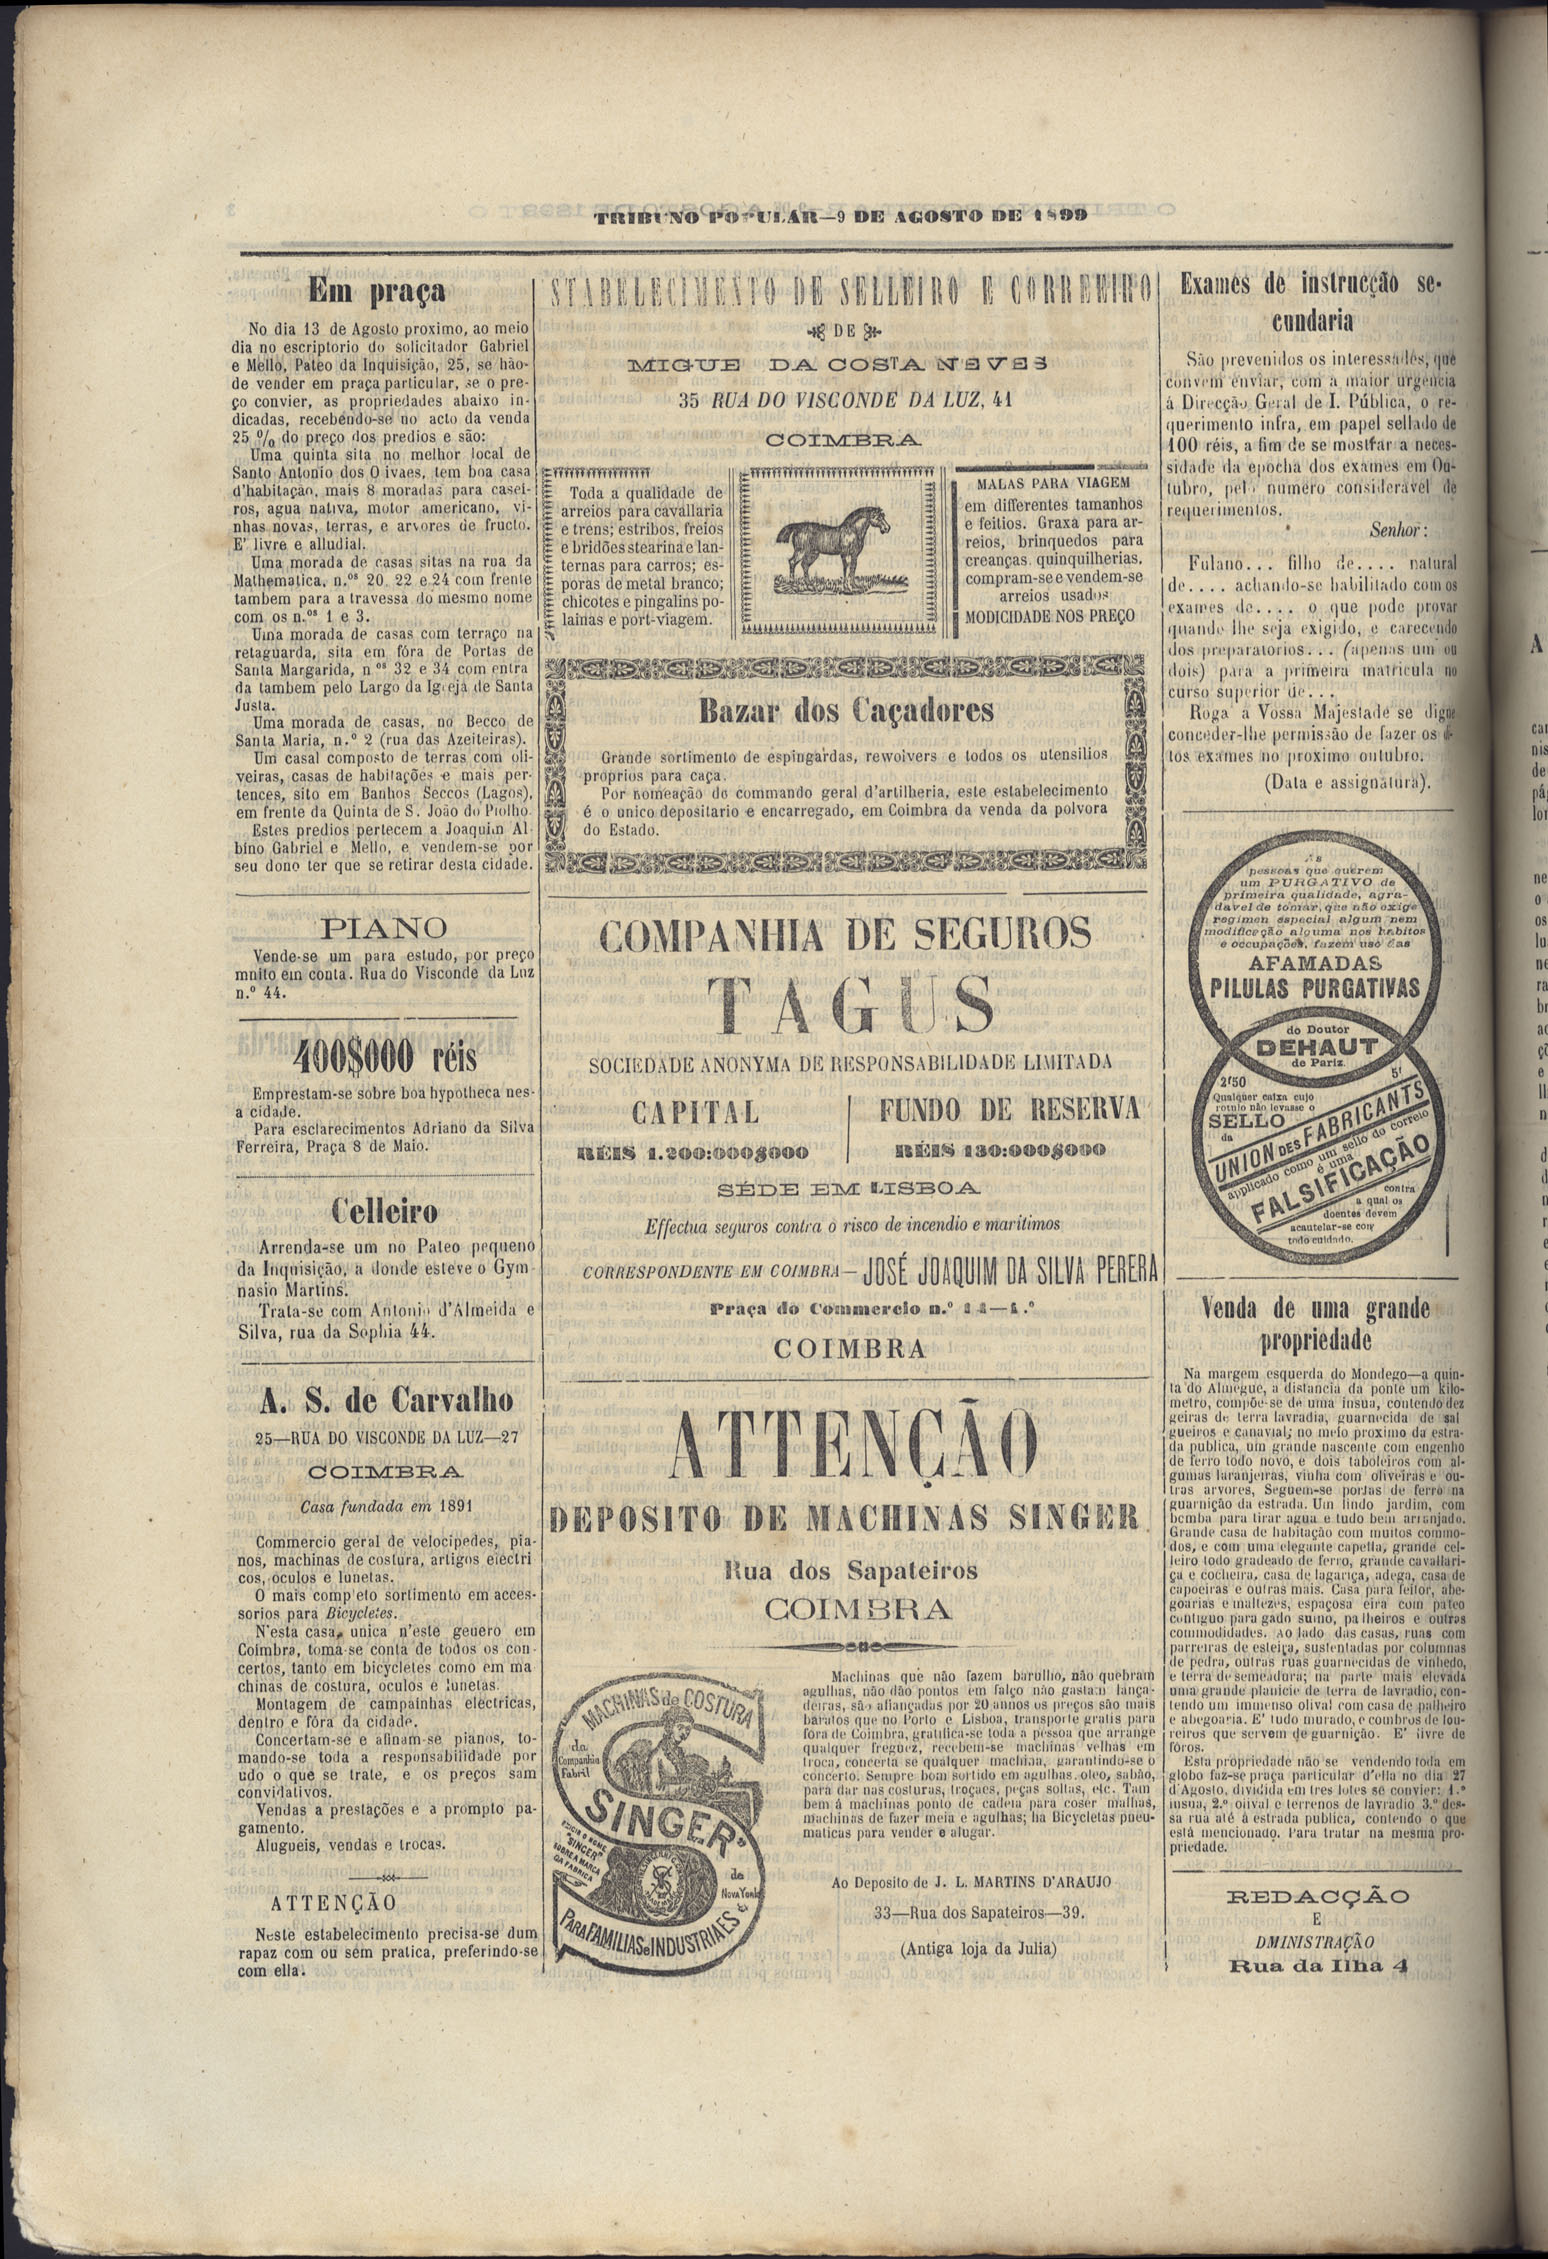 TRIBUNO POPULAR—9 DE AGOSTO DE 1899
Em praça
No dia 13 de Agosto proximo, ao meio
dia no escriptorio do solicitador Gabriel
e Mello, Pateo da Inquisição, 25, se hão-
de vender em praça particular, se o pre-
ço convier, as propriedades abaixo in-
dicadas, recebendo-se no acto da venda
25 % do preço dos predios e são:
Uma quinta sita no melhor local de
Santo Antonio dos O ivaes, tem boa casa
d'habitação, mais 8 moradas para casei-
ros, agua nativa, motor americano, vi-
nhas novas, terras, e arvores de fructo.
E' livre e alludial.
Uma morada de casas sitas na rua da
Mathematica, n.os 20 22 e 24 com frente
tambem para a travessa do mesmo nome
com os n.os 1 e 3.
Uma morada de casas com terraço na
retaguarda, sita em fóra de Portas de
Santa Margarida, n os 32 e 34 com entra
da tambem pelo Largo da Igreja de Santa
Justa.
Uma morada de casas, no Becco de
Santa Maria, n.º 2 (rua das Azeiteiras).
Um casal composto de terras com oli-
veiras, casas de habitações e mais per-
tences, sito em Banhos Seccos (Lagos),
em frente da Quinta de S. João do Piolho.
Estes predios pertecem a Joaquim Al
bino Gabriel e Mello, e vendem-se por
seu dono ter que se retirar desta cidade.
PIANO
Vende-se um para estudo, por preço
mnito em conta. Rua do Visconde da Luz
n.º 44.
400$000 réis
Emprestam-se sobre boa hypotheca nes-
a cidade.
Para esclarecimentos Adriano da Silva
Ferreira, Praça 8 de Maio.
Celleiro
Arrenda-se um no Pateo pequeno
da Inquisição, a donde esteve o Gym
nasio Martins.
Trata-se com Antonio d'Almeida e
Silva, rua da Sophia 44.
A. S. de Carvalho
25—RUA DO VISCONDE DA LUZ—27
COIMBRA
Casa fundada em 1891
Commercio geral de velocipedes, pia-
nos, machinas de costura, artigos electri
cos, oculos e lunetas.
O mais comp'eto sortimento em acces-
sorios para Bicycletes.
N'esta casa, unica n'este genero em
Coimbra, toma-se conta de todos os con-
certos, tanto em bicycletes como em ma
chinas de costura, oculos e lunetas.
Montagem de campainhas electricas,
dentro e fóra da cidade.
Concertam-se e afinam-se pianos, to-
mando-se toda a responsabilidade por
udo o que se trate, e os preços sam
convidativos.
Vendas a prestações e a prompto pa-
gamento.
Alugueis, vendas e trocas.
ATTENÇÃO
Neste estabelecimento precisa-se dum
rapaz com ou sem pratica, preferindo-se
com ella.
STABELECIMENTO DE SELLEIRO E CORREEIRO
DE
MIGUE DA COSTA NEVES
35 RUA DO VISCONDE DA LUZ, 41
COIMBRA
Toda a qualidade de
arreios para cavallaria
e trens; estribos, freios
e bridões stearina e lan-
ternas para carros; es-
poras de metal branco;
chicotes e pingalins po-
lainas e port-viagem.
MALAS PARA VIAGEM
em differentes tamanhos
e feitios. Graxa para ar-
reios, brinquedos para
creanças. quinquilherias.
compram-se e vendem-se
arreios usados
MODICIDADE NOS PREÇO
Bazar dos Caçadores
Grande sortimento de espingardas, rewoivers e todos os utensilios
proprios para caça.
Por nomeação do commando geral d'artilheria, este estabelecimento
é o unico depositario e encarregado, em Coimbra da venda da polvora
do Estado.
COMPANHIA DE SEGUROS
TAGUS
SOCIEDADE ANONYMA DE RESPONSABILIDADE LIMITADA
CAPITAL
RÉIS 1.200:000$000
FUNDO DE RESERVA
RÉIS 130:000$000
SÉDE EM LISBOA
Effectua seguros contra o risco de incendio e maritimos
CORRESPONDENTE EM COIMBRA—JOSÉ JOAQUIM DA SILVA PERERA
Praça do Commercio n.º 14—1.º
COIMBRA
ATTENÇÃO
DEPOSITO DE MACHINAS SINGER
Rua dos Sapateiros
COIMBRA
MACHINAS de COSTURA
da
Companhia
Fabril
SINGER
EXIGIR O NOME
"SINGER"
SOBRE A MARCA
DA FABRICA
de
NOVA YORK
PARA FAMILIAS e INDUSTRIAES
Machinas que não fazem barulho, não quebram
agulhas, não dão pontos em falço não gastam lança-
deiras, são afiançadas por 20 annos os preços são mais
baratos que no Porto e Lisboa, transporte gratis para
fóra de Coimbra, gratifica-se toda a pessoa que arrange
qualquer freguez, recebem-se machinas velhas em
troca, concerta se qualquer machina, garantindo-se o
concerto. Sempre bom sortido em agulhas. oleo, sabão,
para dar nas costuras, troçaes, peças soltas, etc. Tam
bem á machinas ponto de cadeia para coser malhas,
machinas de fazer meia e agulhas; ha Bicycletas pneu-
maticas para vender e alugar.
Ao Deposito de J. L. MARTINS D'ARAUJO
33—Rua dos Sapateiros—39.
(Antiga loja da Julia)
Exames de instrucção se-
cundaria
São prevenidos os interessados, que
convem enviar, com a maior urgencia
á Direcção Geral de I. Pública, o re-
querimento infra, em papel sellado de
100 réis, a fim de se mostrar a neces-
sidade da epocha dos exames em Ou-
tubro, pelo numero consideravel de
requerimentos.
Senhor:
Fulano... filho de.... natural
de.... achando-se habilitado com os
exames de.... o que pode provar
quando lhe seja exigido, e carecendo
dos preparatorios... (apenas um ou
dois) para a primeira matricula no
curso superior de...
Roga a Vossa Majestade se digne
conceder-lhe permissão de fazer os di-
tos exames no proximo outubro.
(Data e assignatura).
As
pessoas que querem
um PURGATIVO de
primeira qualidade, agra-
davel de tomar, que não exige
regimen especial algum nem
modificação alguma nos habitos
e occupações, fazem uso das
AFAMADAS
PILULAS PURGATIVAS
do Doutor
DEHAUT
de Pariz.
2f50
5f
Qualquer caixa cujo
rotulo não levasse o
SELLO
da
UNION DES FABRICANTS
applicado como um sello do correio
é uma
FALSIFICAÇÃO
contra
a qual os
doentes devem
acautelar-se com
todo cuidado.
Venda de uma grande
propriedade
Na margem esquerda do Mondego—a quin-
ta do Almegue, a distancia da ponte um kilo-
metro, compõe-se de uma insua, contendo dez
geiras de terra lavradia, guarnecida de sal
gueiros e canavial; no meio proximo da estra-
da publica, um grande nascente com engenho
de ferro todo novo, e dois taboleiros com al-
gumas laranjeiras, vinha com oliveiras e ou-
tras arvores, Seguem-se portas de ferro na
guarnição da estrada. Um lindo jardim, com
bomba para tirar agua e tudo bem arranjado.
Grande casa de habitação com muitos commo-
dos, e com uma elegante capella, grande cel-
leiro todo gradeado de ferro, grande cavallari-
ça e cocheira, casa de lagariça, adega, casa de
capoeiras e outras mais. Casa para feitor, abe-
goarias e maltezes, espaçosa eira com pateo
contiguo para gado suino, palheiros e outras
commodidades. Ao lado das casas, ruas com
parreiras de esteira, sustentadas por columnas
de pedra, outras ruas guarnecidas de vinhedo,
e terra de semeadura; na parte mais elevada
uma grande planicie de terra de lavradio, con-
tendo um immenso olival com casa de palheiro
e abegoaria. E' tudo murado, e combros de lou-
reiros que servem de guarnição. E' livre de
fóros.
Esta propriedade não se vendendo toda em
globo faz-se praça particular d'ella no dia 27
d'Agosto, dividida em tres lotes se convier: 1.º
insua, 2.º olival e terrenos de lavradio 3.º des-
sa rua até á estrada publica, contendo o que
está mencionado. Para tratar na mesma pro-
priedade.
REDACÇÃO
E
DMINISTRAÇÃO
Rua da Ilha 4